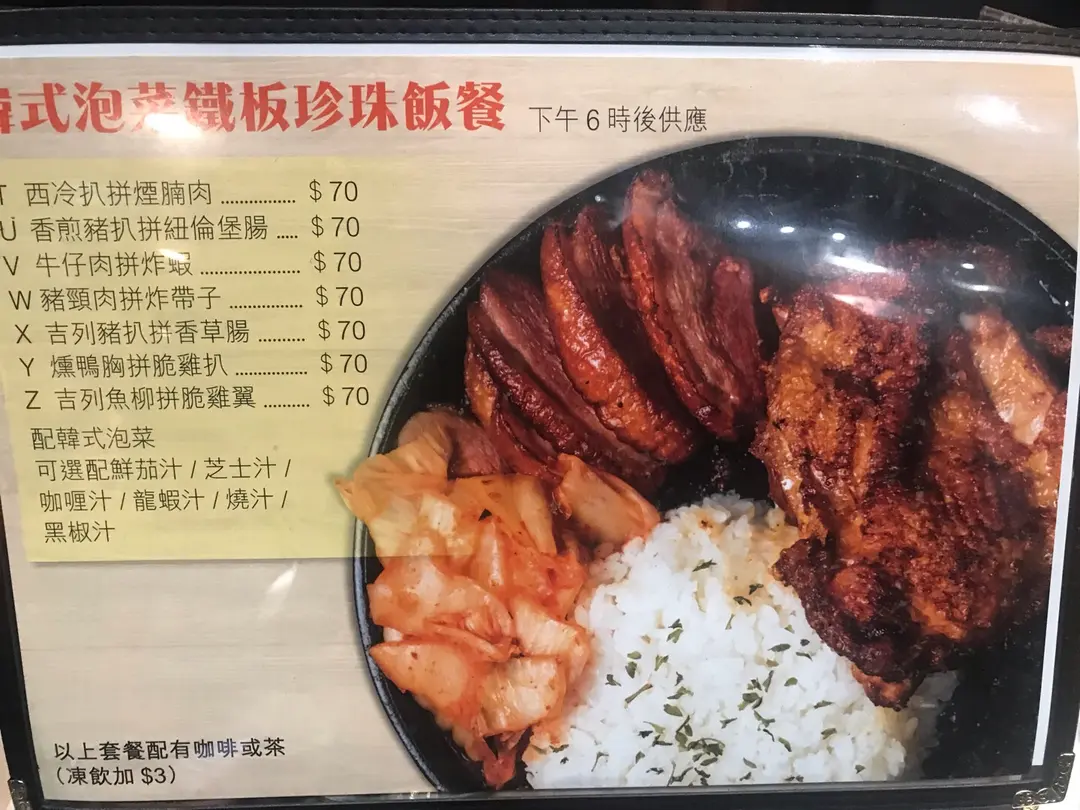 韓式泡菜鐵板珍珠飯餐 下午6時後供應
T 西冷扒拼煙腩肉 ................. $70
U 香煎豬扒拼紐倫堡腸 ..... $70
V 牛仔肉拼炸蝦 ...................... $70
W 豬頸肉拼炸帶子 ................ $70
X 吉列豬扒拼香草腸 .......... $70
Y 燻鴨胸拼脆雞扒 ................ $70
Z 吉列魚柳拼脆雞翼 .......... $70
配韓式泡菜
可選配鮮茄汁 / 芝士汁 /
咖喱汁 / 龍蝦汁 / 燒汁 /
黑椒汁
以上套餐配有咖啡或茶
(凍飲加 $3)